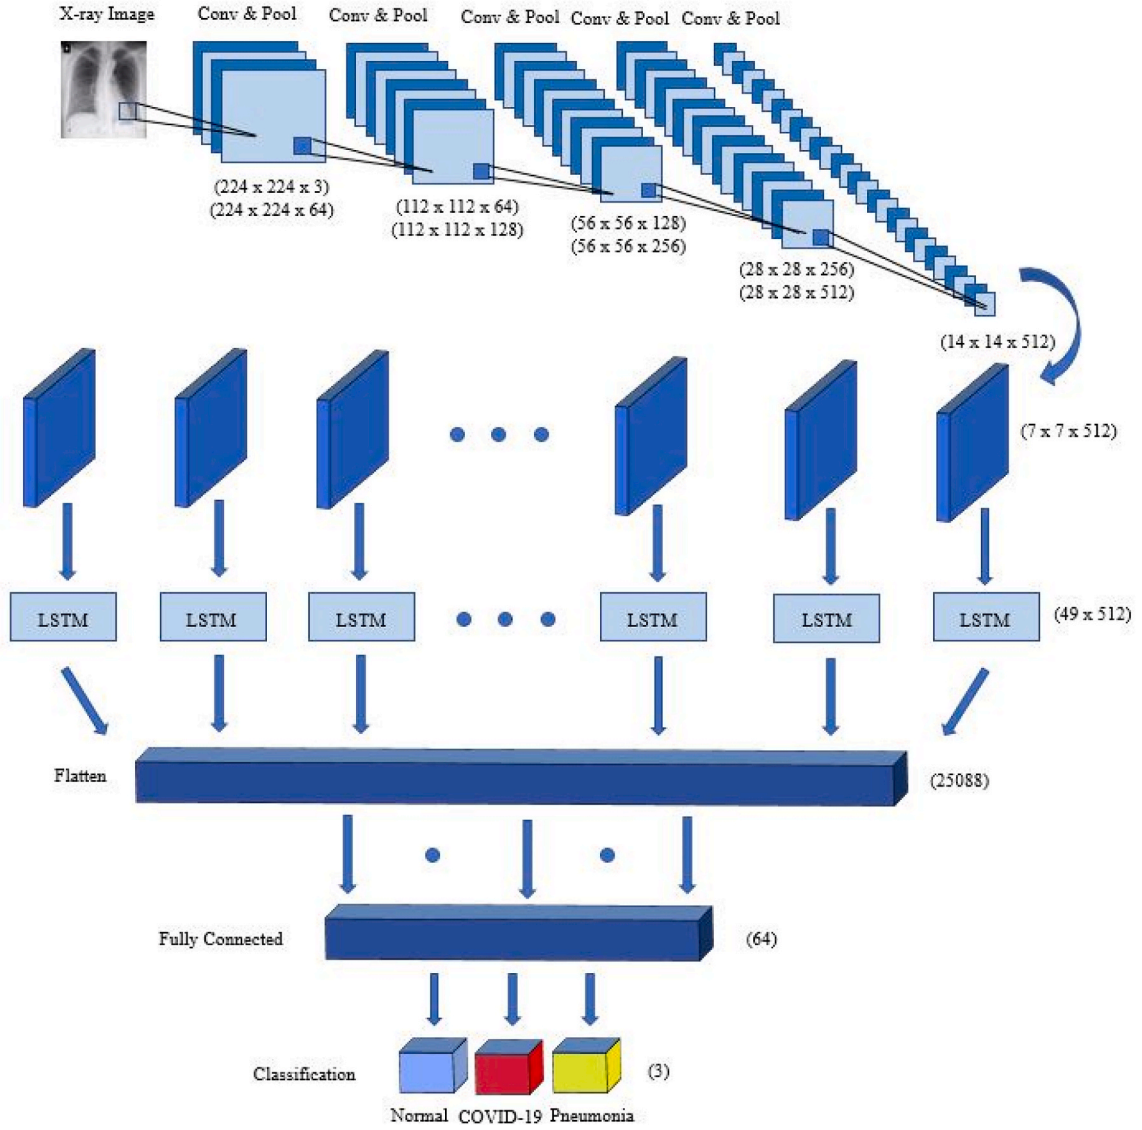 X-ray Image
Conv & Pool
Conv & Pool
Conv & Pool
Conv & Pool
Conv & Pool
(224 x 224 x 3)
(224 x 224 x 64)
(112 x 112 x 64)
(112 x 112 x 128)
(56 x 56 x 128)
(56 x 56 x 256)
(28 x 28 x 256)
(28 x 28 x 512)
(14 x 14 x 512)
(7 x 7 x 512)
LSTM
LSTM
LSTM
LSTM
LSTM
LSTM
(49 x 512)
Flatten
(25088)
Fully Connected
(64)
Classification
(3)
Normal
COVID-19
Pneumonia